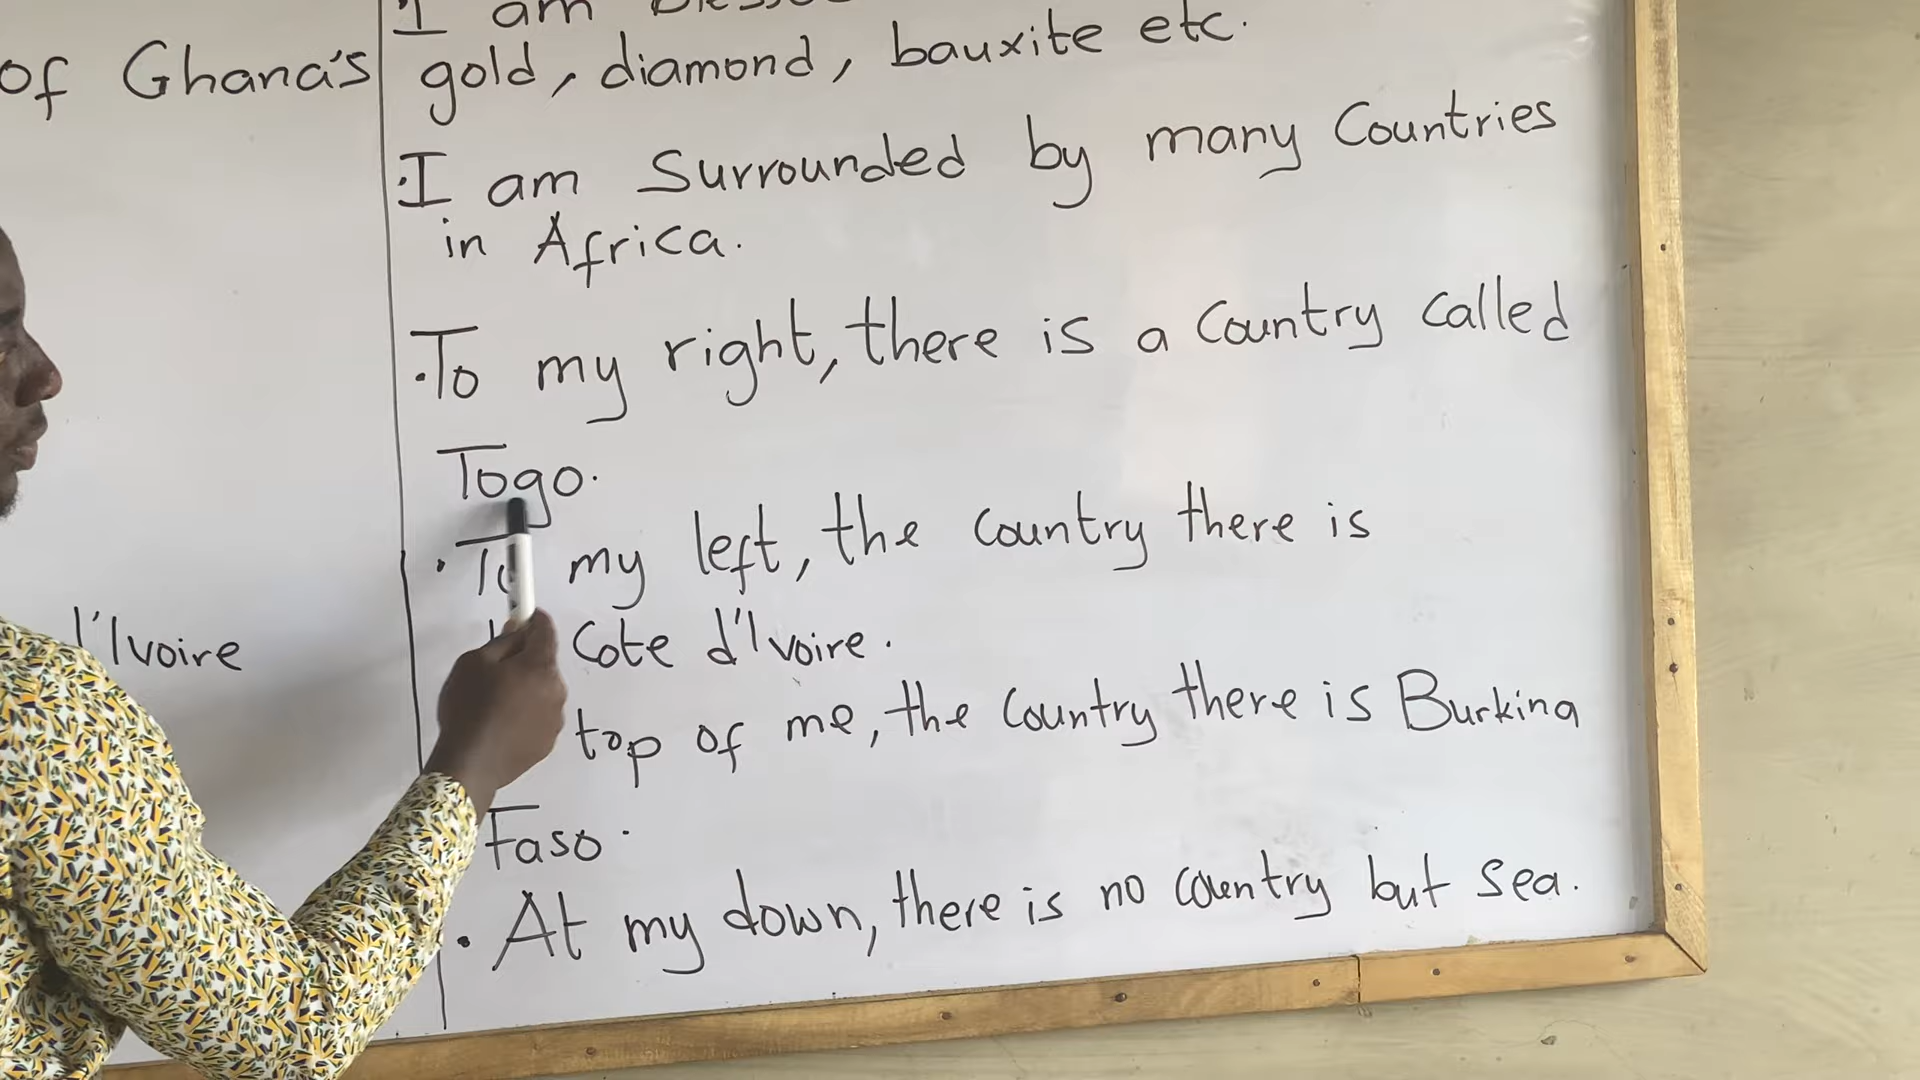 of Ghana's
I am
gold, diamond, bauxite etc.
·I am Surrounded by many Countries
in Africa.
·To my right, there is a Country called
Togo.
·To my left, the Country there is
Cote d'Ivoire.
top of me, the Country there is Burkina
Faso.
· At my down, there is no country but sea.
d'Ivoire